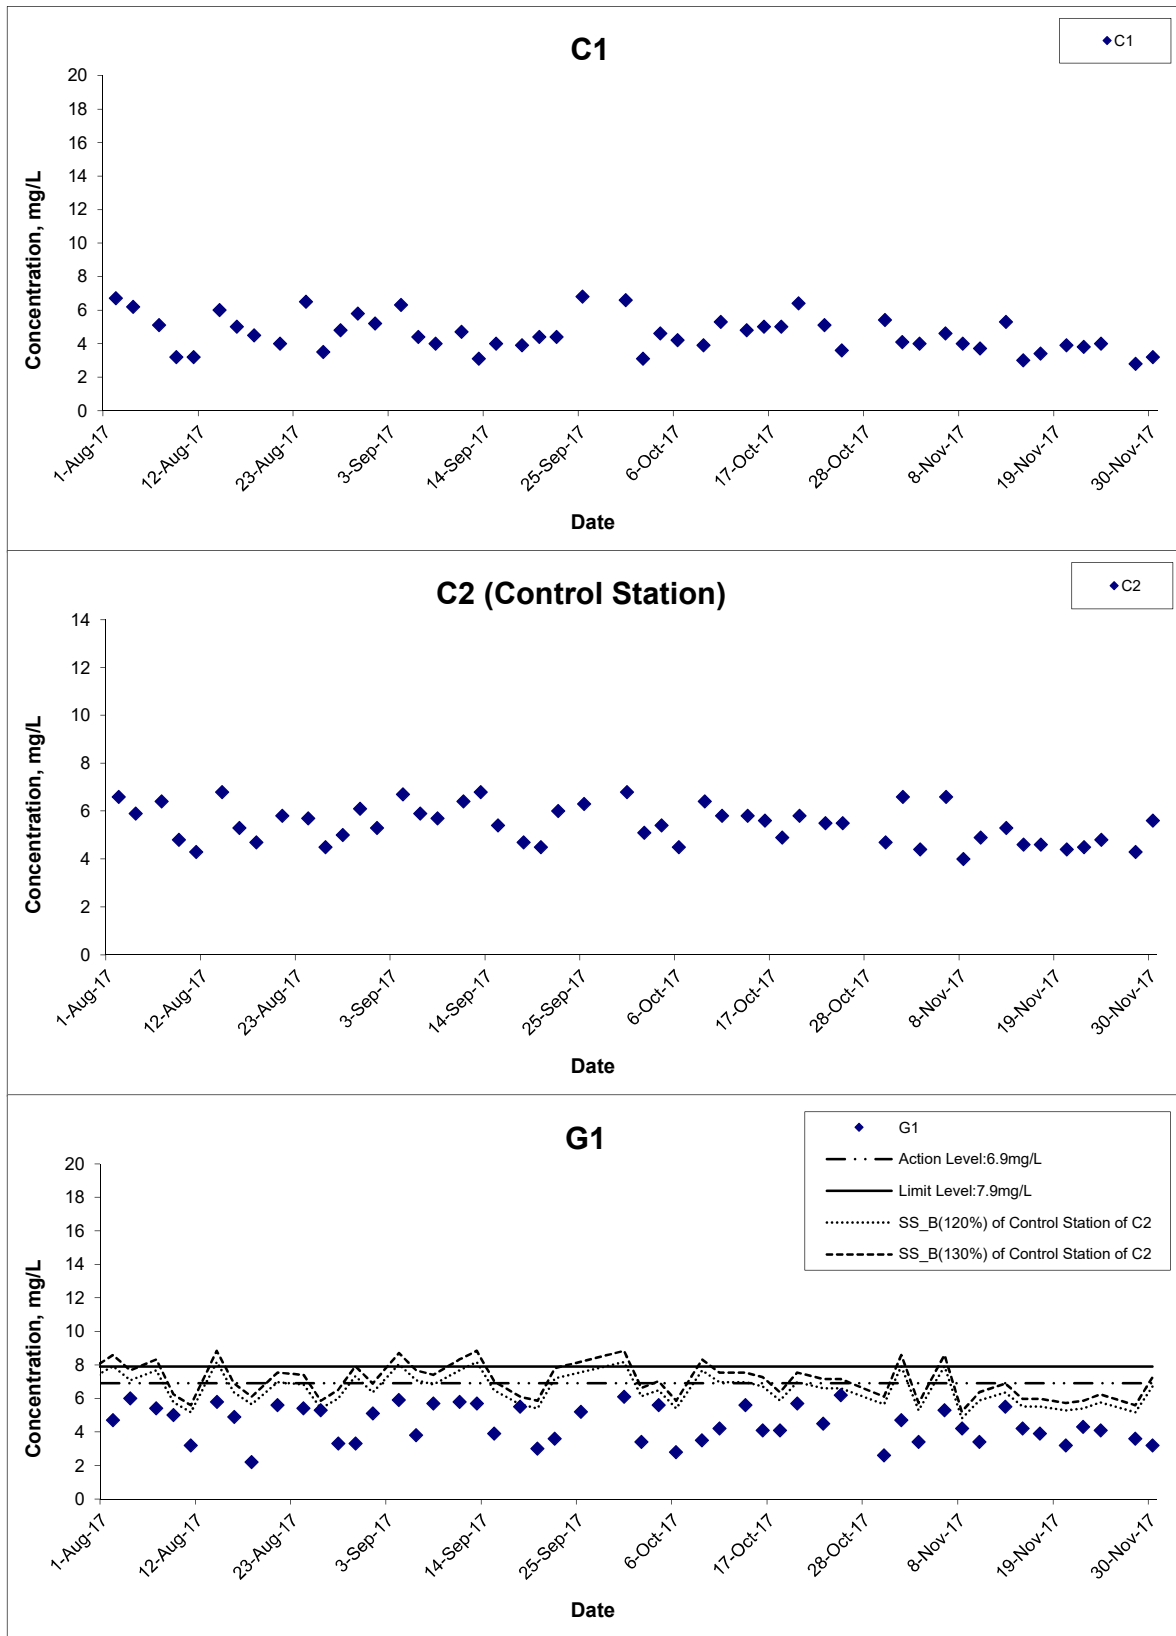 C1
C1
20
18
16
14
12
10
8
6
4
2
0
Concentration, mg/L
1-Aug-17
12-Aug-17
23-Aug-17
3-Sep-17
14-Sep-17
25-Sep-17
6-Oct-17
17-Oct-17
28-Oct-17
8-Nov-17
19-Nov-17
30-Nov-17
Date
C2 (Control Station)
C2
14
12
10
8
6
4
2
0
Concentration, mg/L
1-Aug-17
12-Aug-17
23-Aug-17
3-Sep-17
14-Sep-17
25-Sep-17
6-Oct-17
17-Oct-17
28-Oct-17
8-Nov-17
19-Nov-17
30-Nov-17
Date
G1
G1
Action Level:6.9mg/L
Limit Level:7.9mg/L
SS_B(120%) of Control Station of C2
SS_B(130%) of Control Station of C2
20
18
16
14
12
10
8
6
4
2
0
Concentration, mg/L
1-Aug-17
12-Aug-17
23-Aug-17
3-Sep-17
14-Sep-17
25-Sep-17
6-Oct-17
17-Oct-17
28-Oct-17
8-Nov-17
19-Nov-17
30-Nov-17
Date